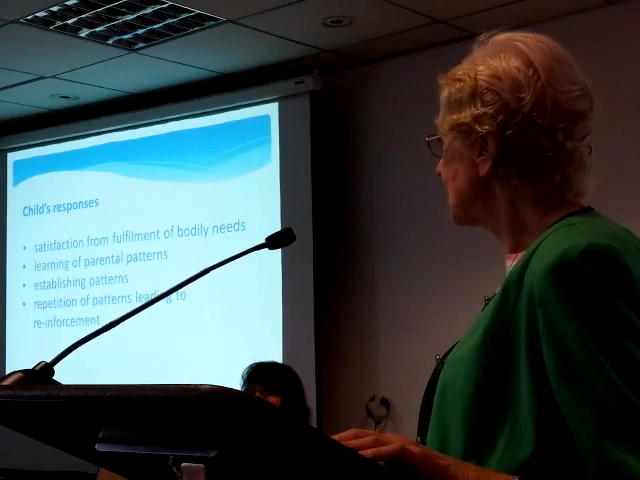 Child's responses
• satisfaction from fulfilment of bodily needs
• learning of parental patterns
• establishing patterns
• repetition of patterns leading to
re-inforcement